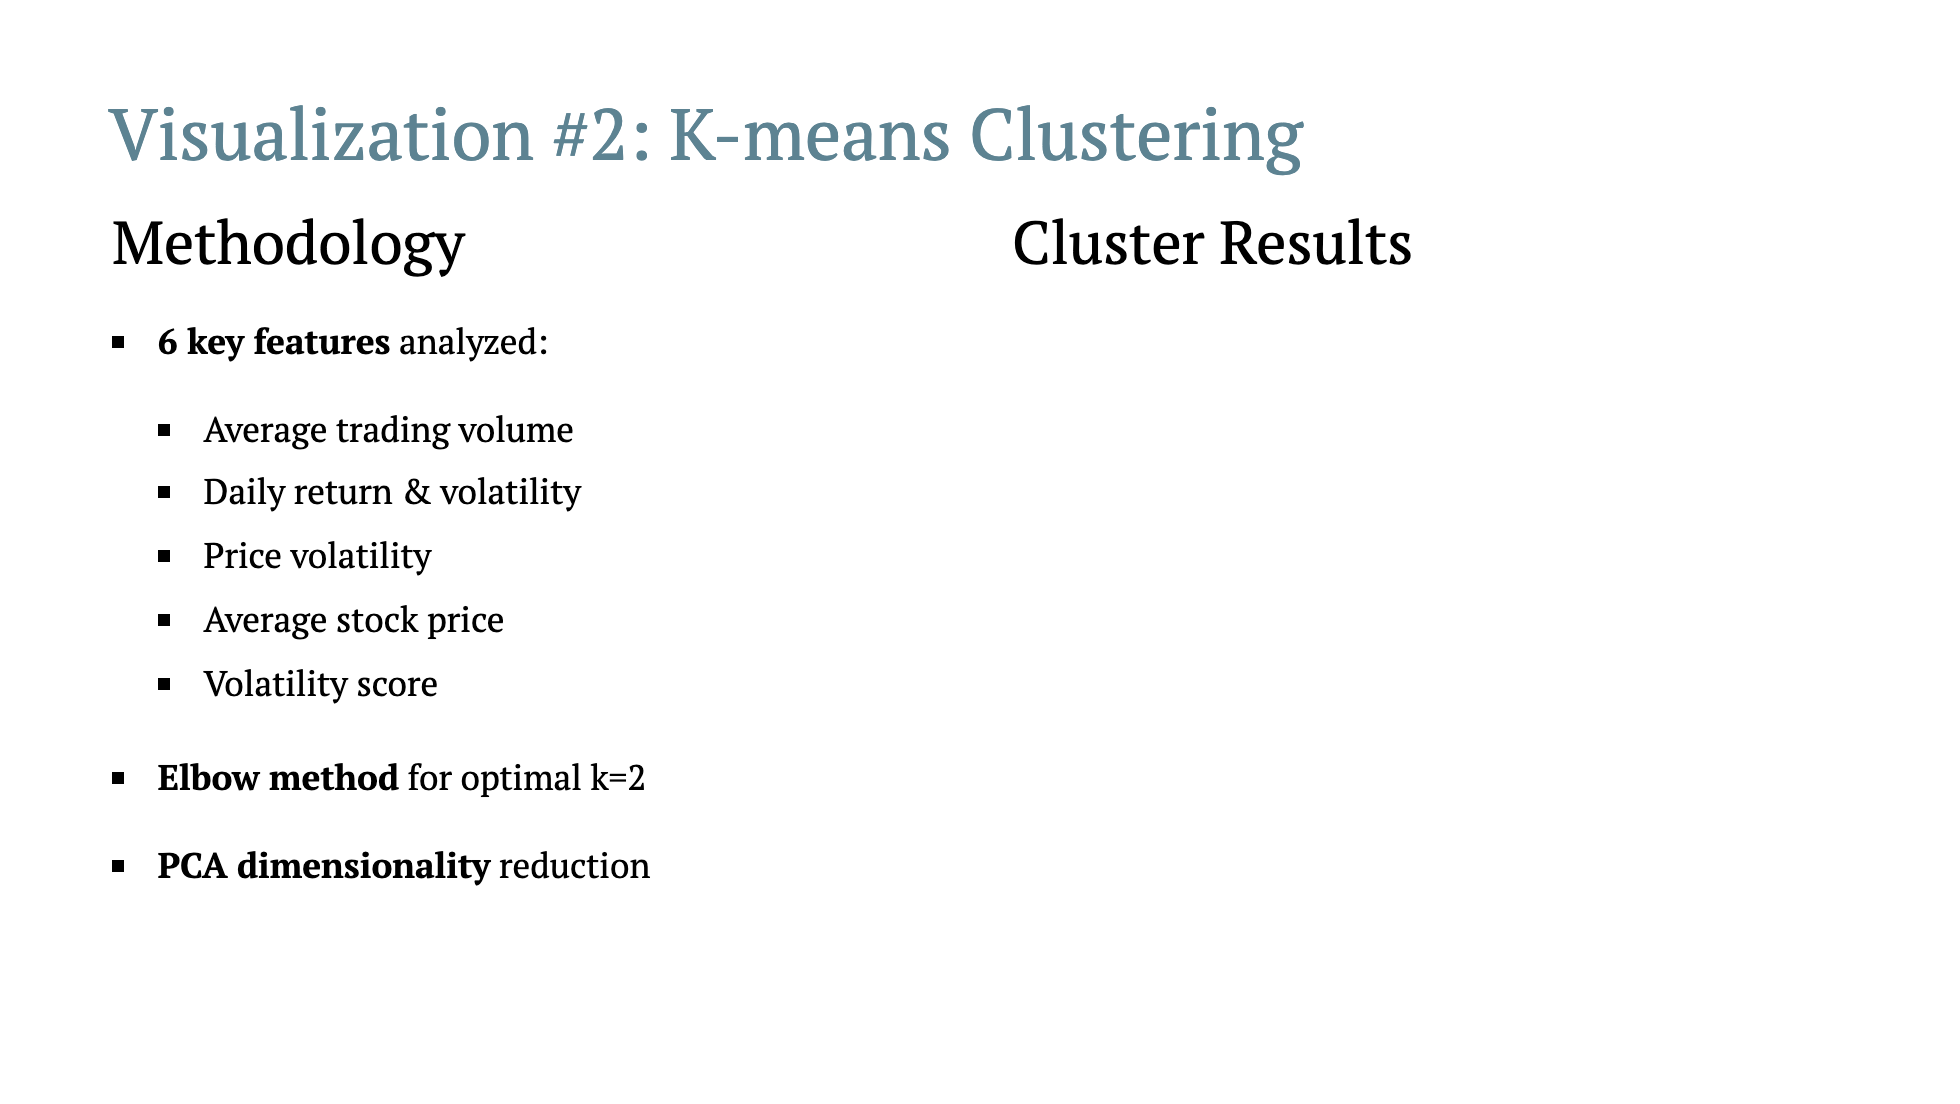 Visualization #2: K-means Clustering
Methodology
6 key features analyzed:
Average trading volume
Daily return & volatility
Price volatility
Average stock price
Volatility score
Elbow method for optimal k=2
PCA dimensionality reduction
Cluster Results